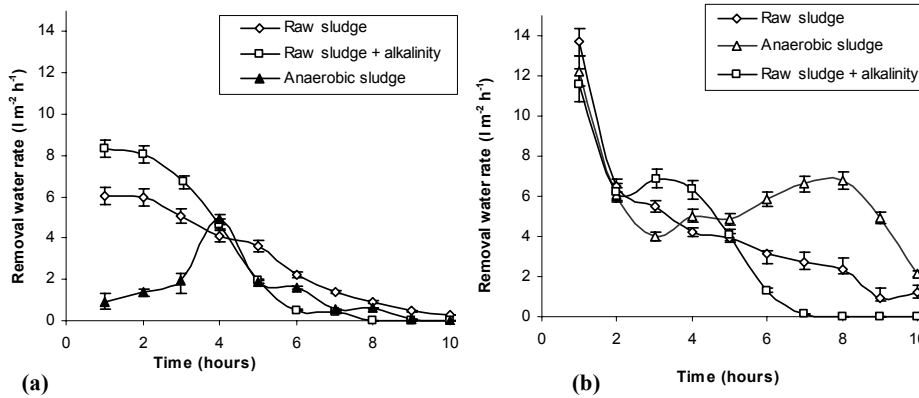 Removal water rate (l m⁻² h⁻¹)
14
12
10
8
6
4
2
0
Raw sludge
Raw sludge + alkalinity
Anaerobic sludge
0 2 4 6 8 10
Time (hours)
(a)
Removal water rate (l m⁻² h⁻¹)
14
12
10
8
6
4
2
0
Raw sludge
Anaerobic sludge
Raw sludge + alkalinity
0 2 4 6 8 10
Time (hours)
(b)